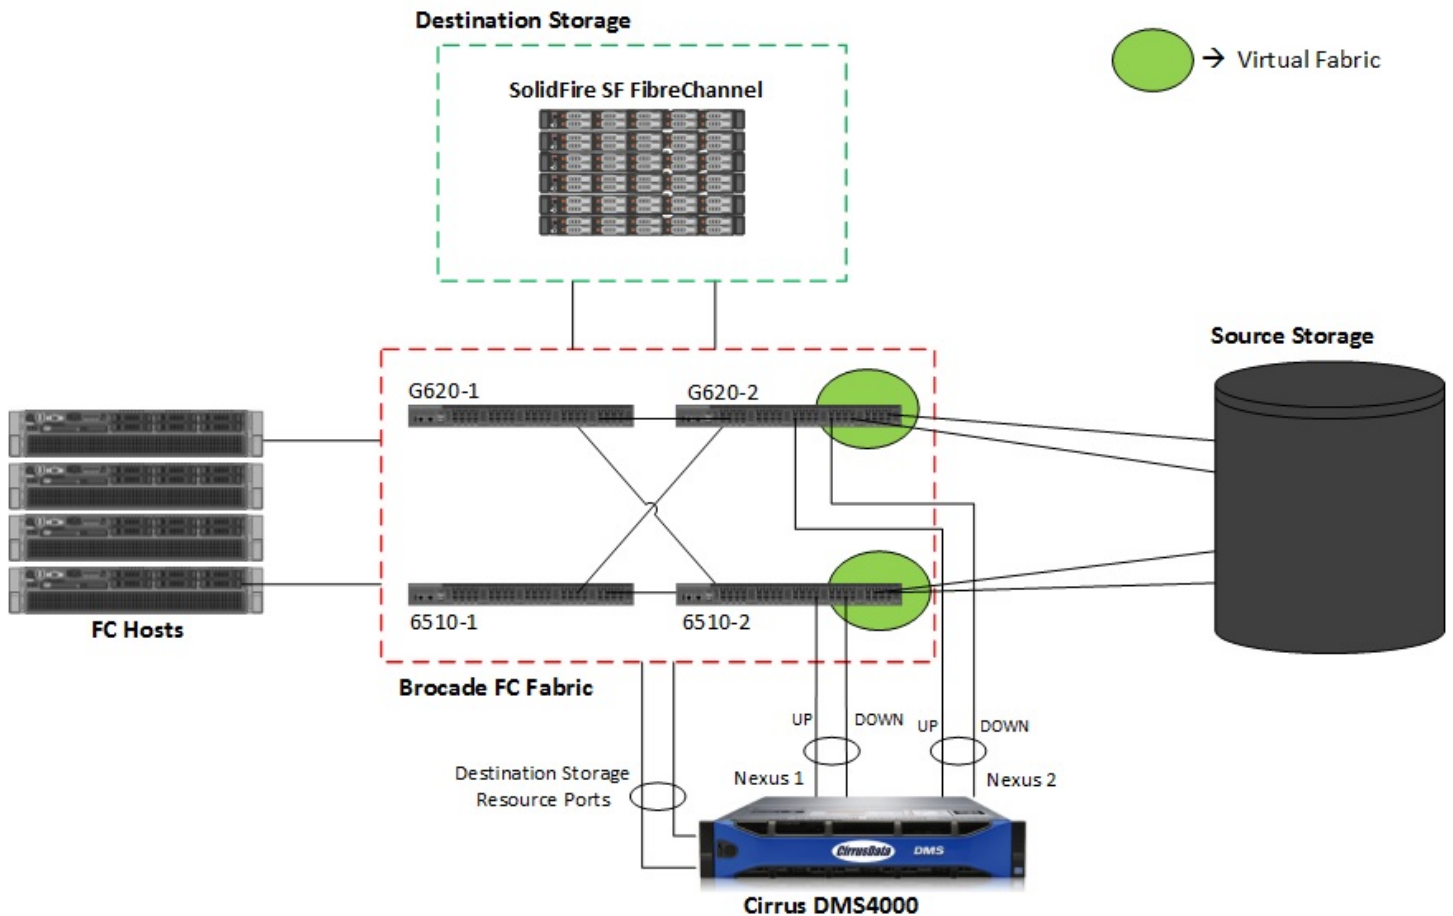 Destination Storage
SolidFire SF FibreChannel
→ Virtual Fabric
Source Storage
G620-1
G620-2
6510-1
6510-2
FC Hosts
Brocade FC Fabric
UP
DOWN
UP
DOWN
Nexus 1
Nexus 2
Destination Storage
Resource Ports
CirrusData
DMS
Cirrus DMS4000